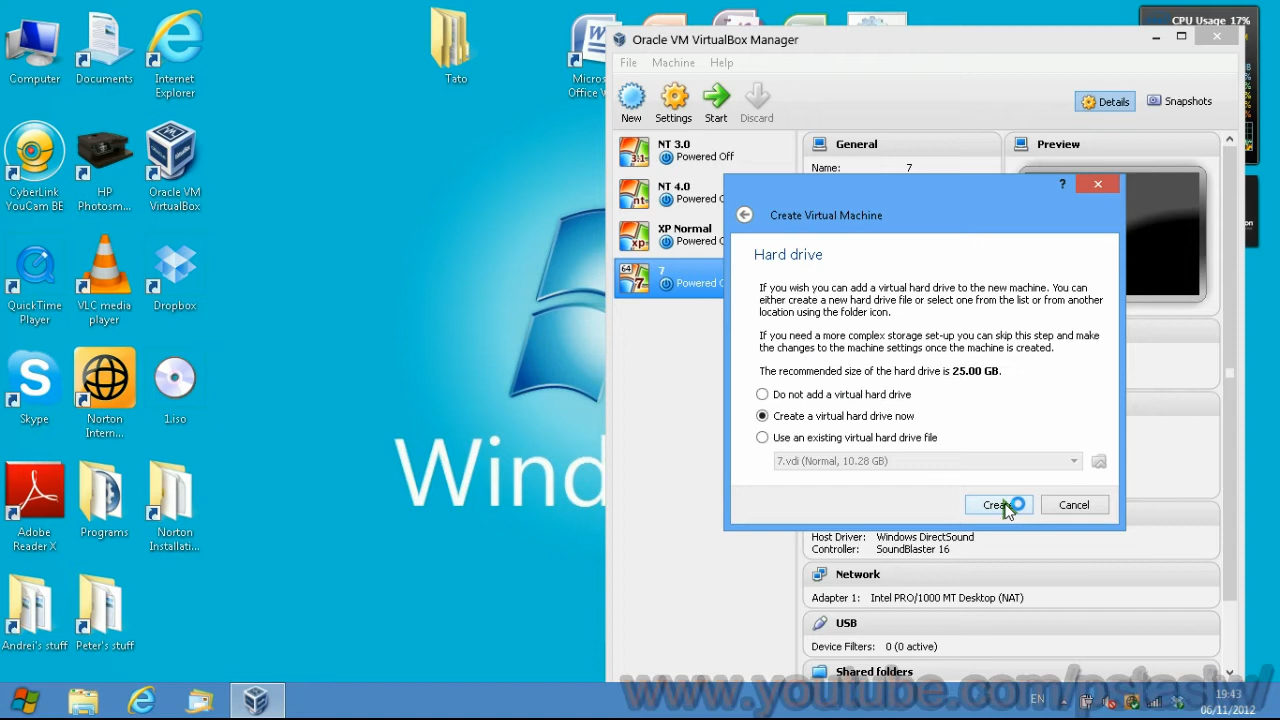 Computer
Documents
Internet
Explorer
Tato
CPU Usage 17%
Oracle VM VirtualBox Manager
File Machine Help
New
Settings
Start
Discard
Details
Snapshots
CyberLink
YouCam BE
HP
Photosm...
Oracle VM
VirtualBox
NT 3.0
Powered Off
NT 4.0
XP Normal
7
General
Name: 7
Preview
Create Virtual Machine
Hard drive
If you wish you can add a virtual hard drive to the new machine. You can
either create a new hard drive file or select one from the list or from another
location using the folder icon.
If you need a more complex storage set-up you can skip this step and make
the changes to the machine settings once the machine is created.
The recommended size of the hard drive is 25.00 GB.
Do not add a virtual hard drive
Create a virtual hard drive now
Use an existing virtual hard drive file
7.vdi (Normal, 10.28 GB)
Cancel
QuickTime
Player
VLC media
player
Dropbox
Skype
Norton
Intern...
1.iso
Adobe
Reader X
Programs
Norton
Installati...
Andrei's stuff
Peter's stuff
Host Driver: Windows DirectSound
Controller: SoundBlaster 16
Network
Adapter 1: Intel PRO/1000 MT Desktop (NAT)
USB
Device Filters: 0 (0 active)
Shared folders
EN
19:43
06/11/2012